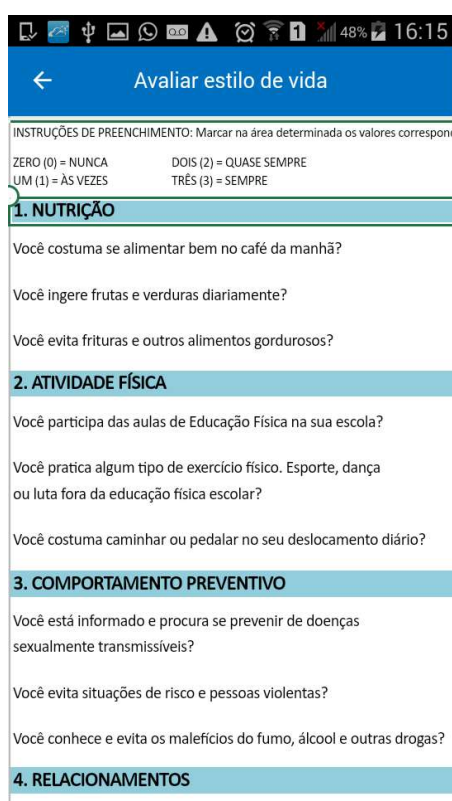 1 48% 16:15
Avaliar estilo de vida
INSTRUÇÕES DE PREENCHIMENTO: Marcar na área determinada os valores correspond
ZERO (0) = NUNCA DOIS (2) = QUASE SEMPRE
UM (1) = ÀS VEZES TRÊS (3) = SEMPRE
1. NUTRIÇÃO
Você costuma se alimentar bem no café da manhã?
Você ingere frutas e verduras diariamente?
Você evita frituras e outros alimentos gordurosos?
2. ATIVIDADE FÍSICA
Você participa das aulas de Educação Física na sua escola?
Você pratica algum tipo de exercício físico. Esporte, dança
ou luta fora da educação física escolar?
Você costuma caminhar ou pedalar no seu deslocamento diário?
3. COMPORTAMENTO PREVENTIVO
Você está informado e procura se prevenir de doenças
sexualmente transmissíveis?
Você evita situações de risco e pessoas violentas?
Você conhece e evita os malefícios do fumo, álcool e outras drogas?
4. RELACIONAMENTOS